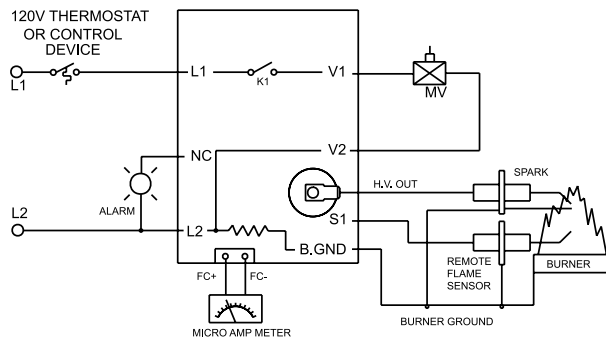 120V THERMOSTAT
OR CONTROL
DEVICE
L1
L1
K1
V1
MV
NC
V2
H.V. OUT
SPARK
ALARM
S1
L2
L2
B.GND
FC+
FC-
REMOTE
FLAME
SENSOR
BURNER
MICRO AMP METER
BURNER GROUND